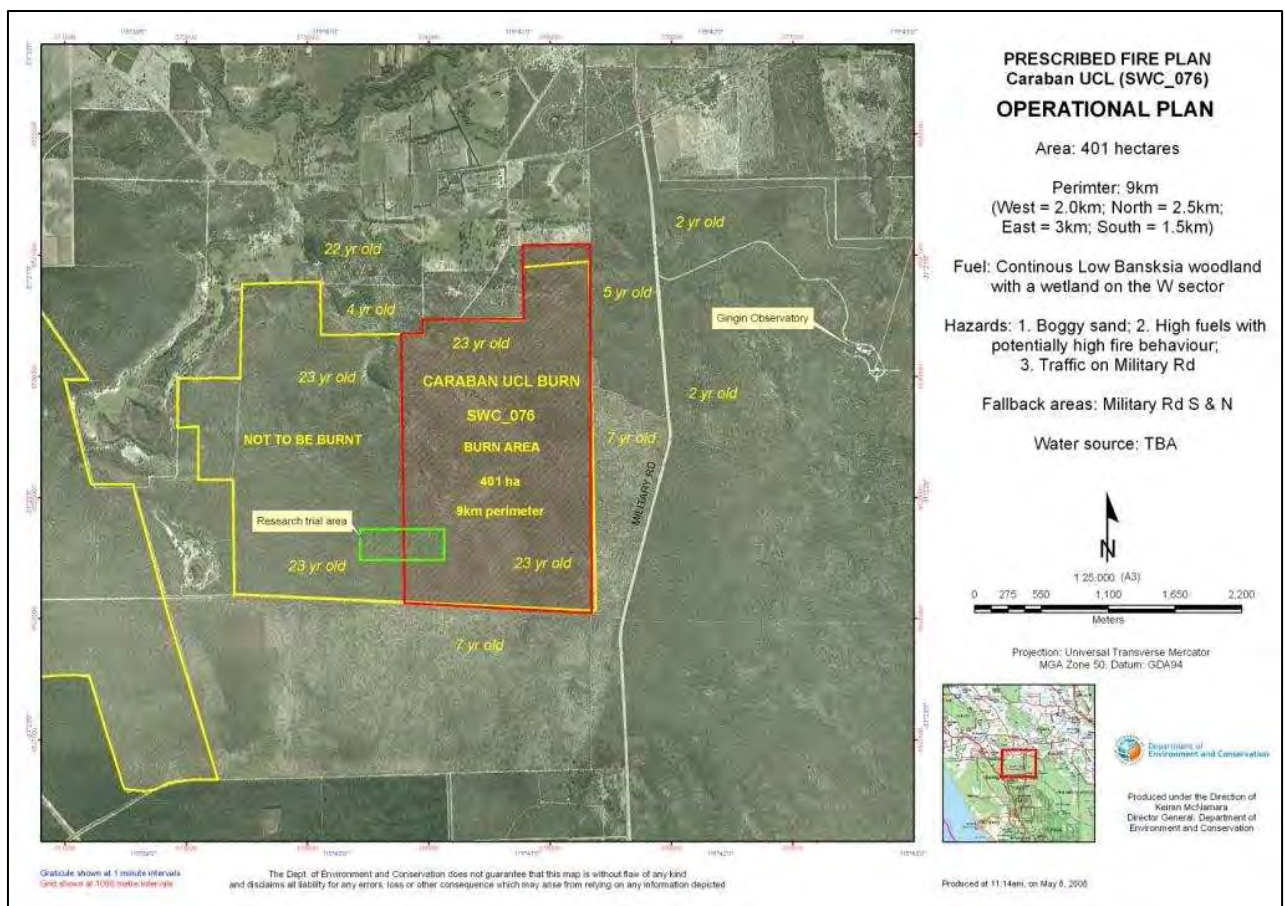 PRESCRIBED FIRE PLAN
Caraban UCL (SWC_076)
OPERATIONAL PLAN
Area: 401 hectares
Perimter: 9km
(West = 2.0km; North = 2.5km;
East = 3km; South = 1.5km)
Fuel: Continous Low Bansksia woodland
with a wetland on the W sector
Hazards: 1. Boggy sand; 2. High fuels with
potentially high fire behaviour;
3. Traffic on Military Rd
Fallback areas: Military Rd S & N
Water source: TBA
N
1:25.000 (A3)
0 275 550 1,100 1,650 2,200
Meters
Projection: Universal Transverse Mercator
MGA Zone 50. Datum: GDA94
Department of
Environment and Conservation
Produced under the Direction of
Keiran McNamara
Director General, Department of
Environment and Conservation
Produced at 11.14am, on May 8, 2008
2 yr old
22 yr old
5 yr old
4 yr old
Gingin Observatory
23 yr old
23 yr old
CARABAN UCL BURN
2 yr old
SWC_076
7 yr old
NOT TO BE BURNT
BURN AREA
401 ha
MILITARY RD
9km perimeter
Research trial area
23 yr old
23 yr old
7 yr old
Graticule shown at 1 minute intervals
Grid shown at 1000 metre intervals
The Dept. of Environment and Conservation does not guarantee that this map is without flaw of any kind
and disclaims all liability for any errors, loss or other consequence which may arise from relying on any information depicted